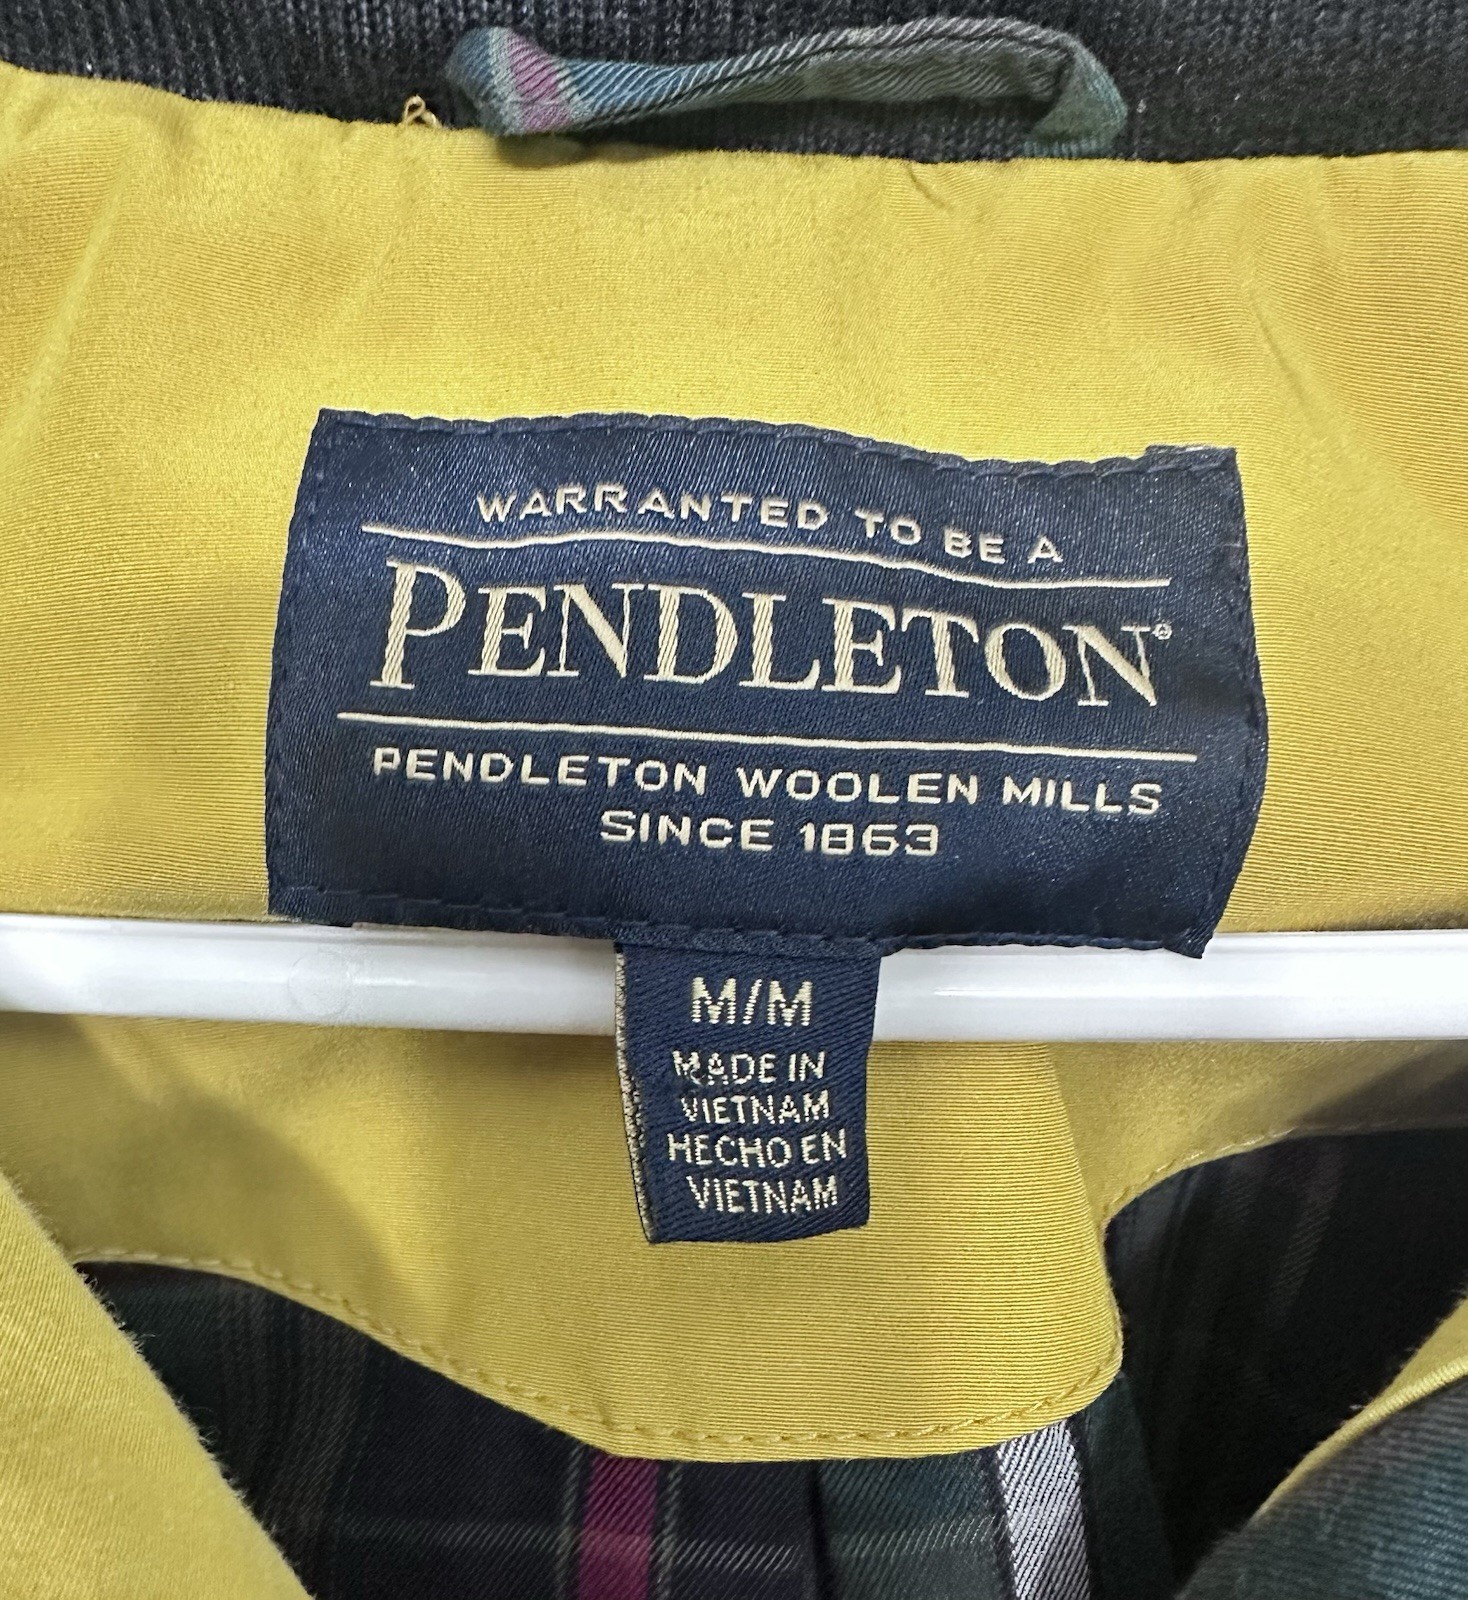 WARRANTED TO BE A
PENDLETON®
PENDLETON WOOLEN MILLS
SINCE 1863
M/M
MADE IN
VIETNAM
HECHO EN
VIETNAM